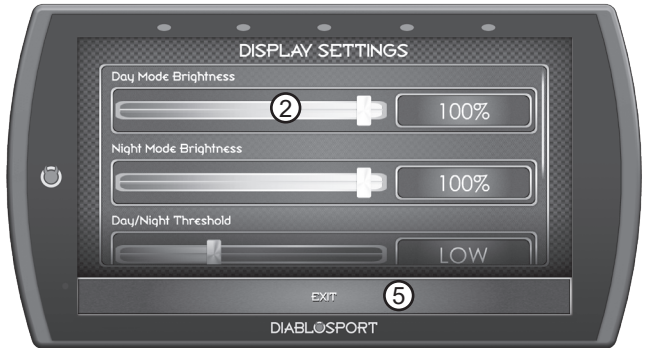 DISPLAY SETTINGS
Day Mode Brightness
2
100%
Night Mode Brightness
100%
Day/Night Threshold
LOW
EXIT
5
DIABLOSPORT